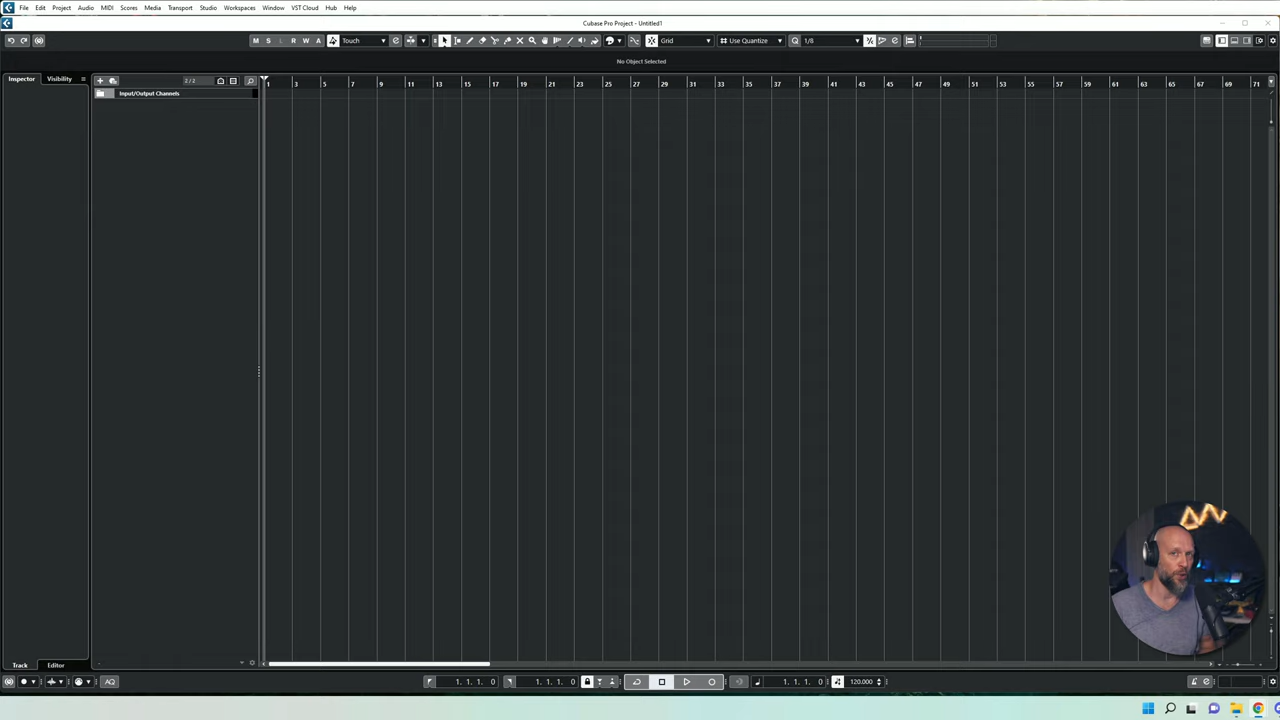 File Edit Project Audio MIDI Scores Media Transport Studio Workspaces Window VST Cloud Hub Help
Cubase Pro Project - Untitled1
M S L R W A Touch Grid Use Quantize Q 1/8
No Object Selected
Inspector Visibility 2 / 2 1 3 5 7 9 11 13 15 17 19 21 23 25 27 29 31 33 35 37 39 41 43 45 47 49 51 53 55 57 59 61 63 65 67 69 71
Input/Output Channels
Track Editor
AQ 1. 1. 1. 0 1. 1. 1. 0 1. 1. 1. 0 120.000